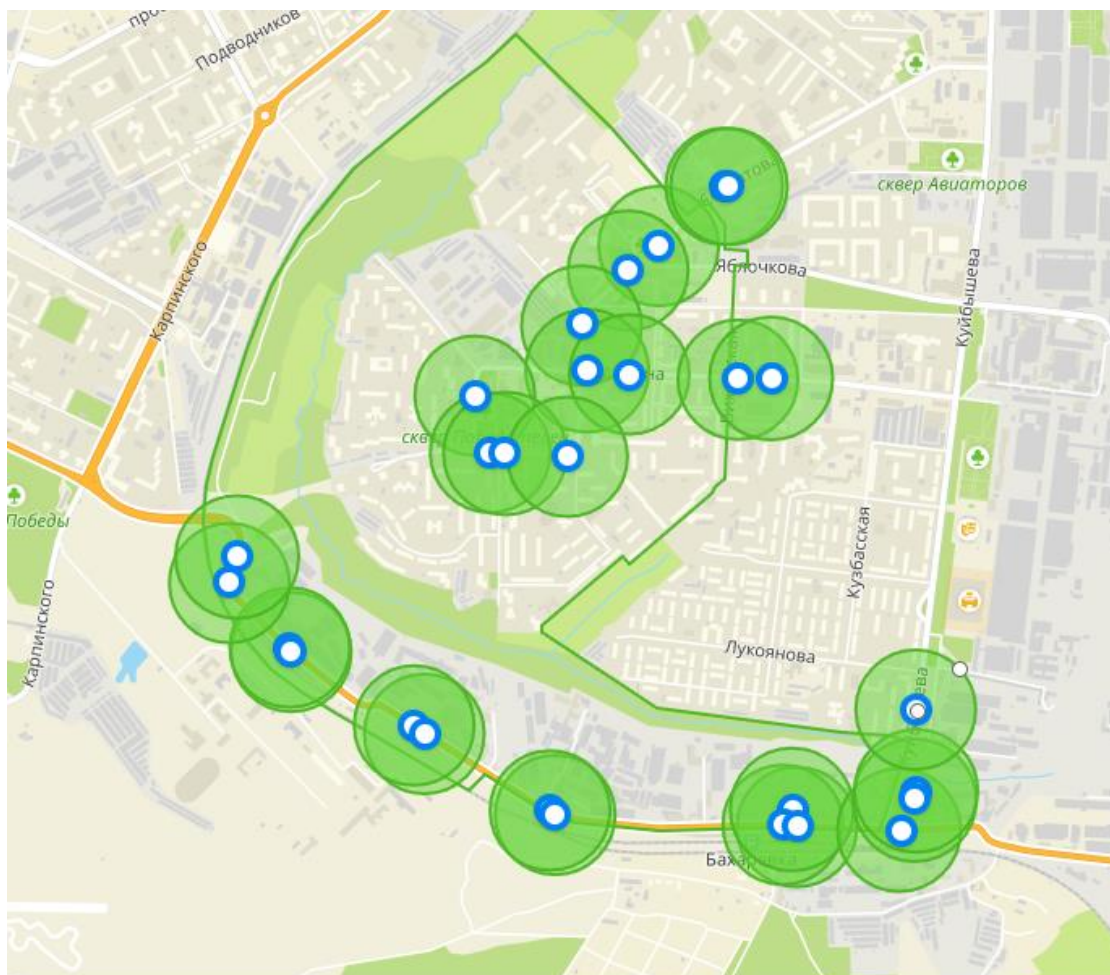 Подводников
сквер Авиаторов
Карпинского
Яблочкова
Куйбышева
Победы
Кузбасская
Карпинского
Лукоянова
Бахаревка